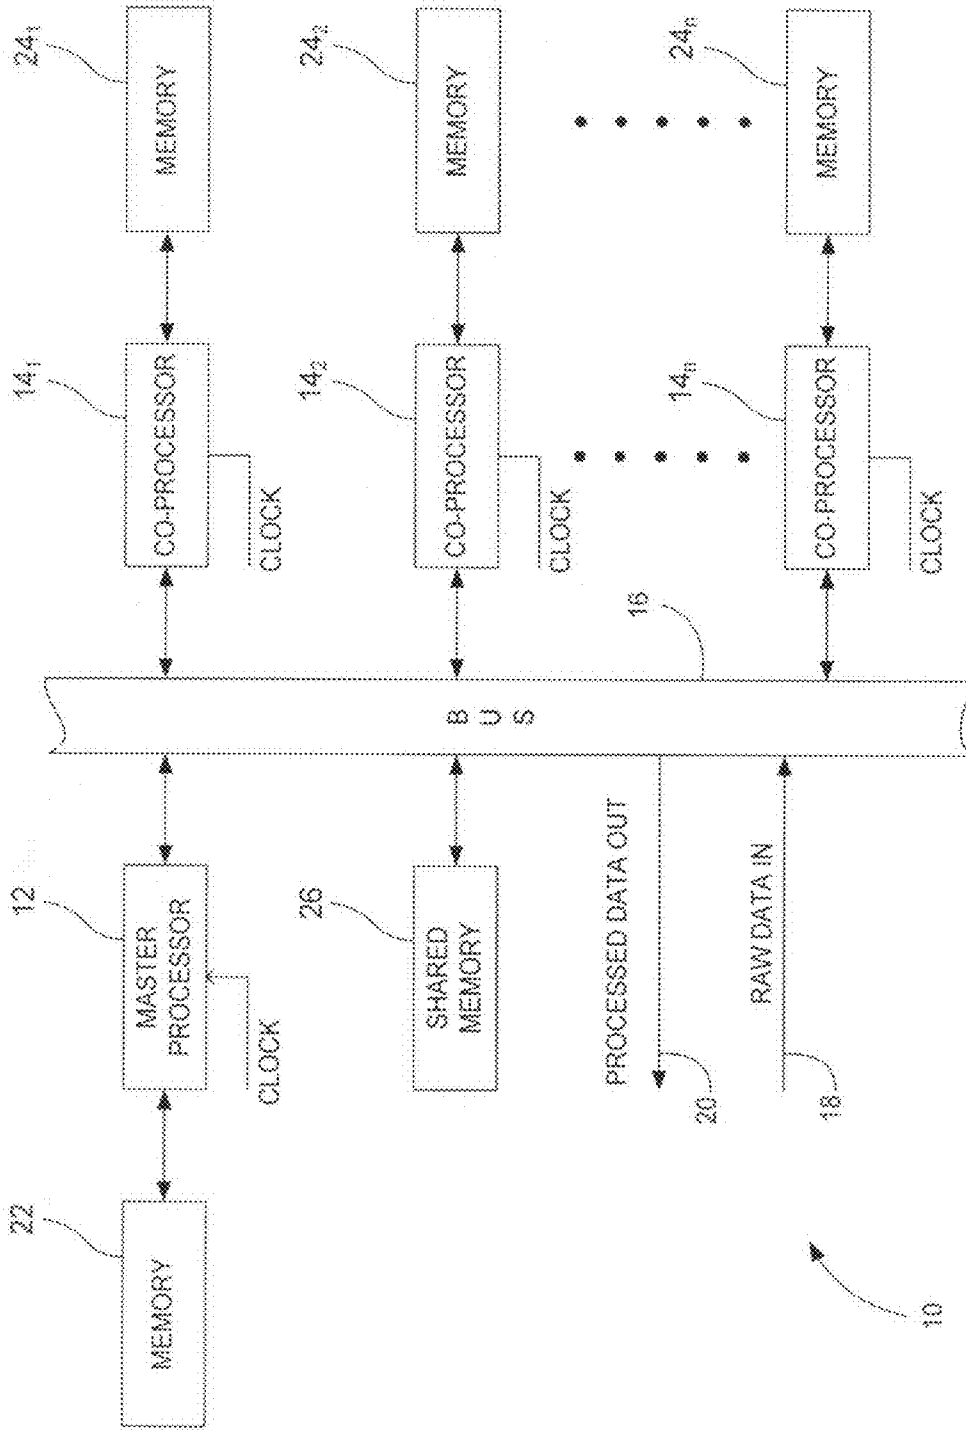 22
MEMORY
12
MASTER
PROCESSOR
CLOCK
14₁
CO-PROCESSOR
CLOCK
24₁
MEMORY
26
SHARED
MEMORY
B
U
S
14₂
CO-PROCESSOR
CLOCK
24₂
MEMORY
PROCESSED DATA OUT
20
16
RAW DATA IN
18
14ₙ
CO-PROCESSOR
CLOCK
24ₙ
MEMORY
10